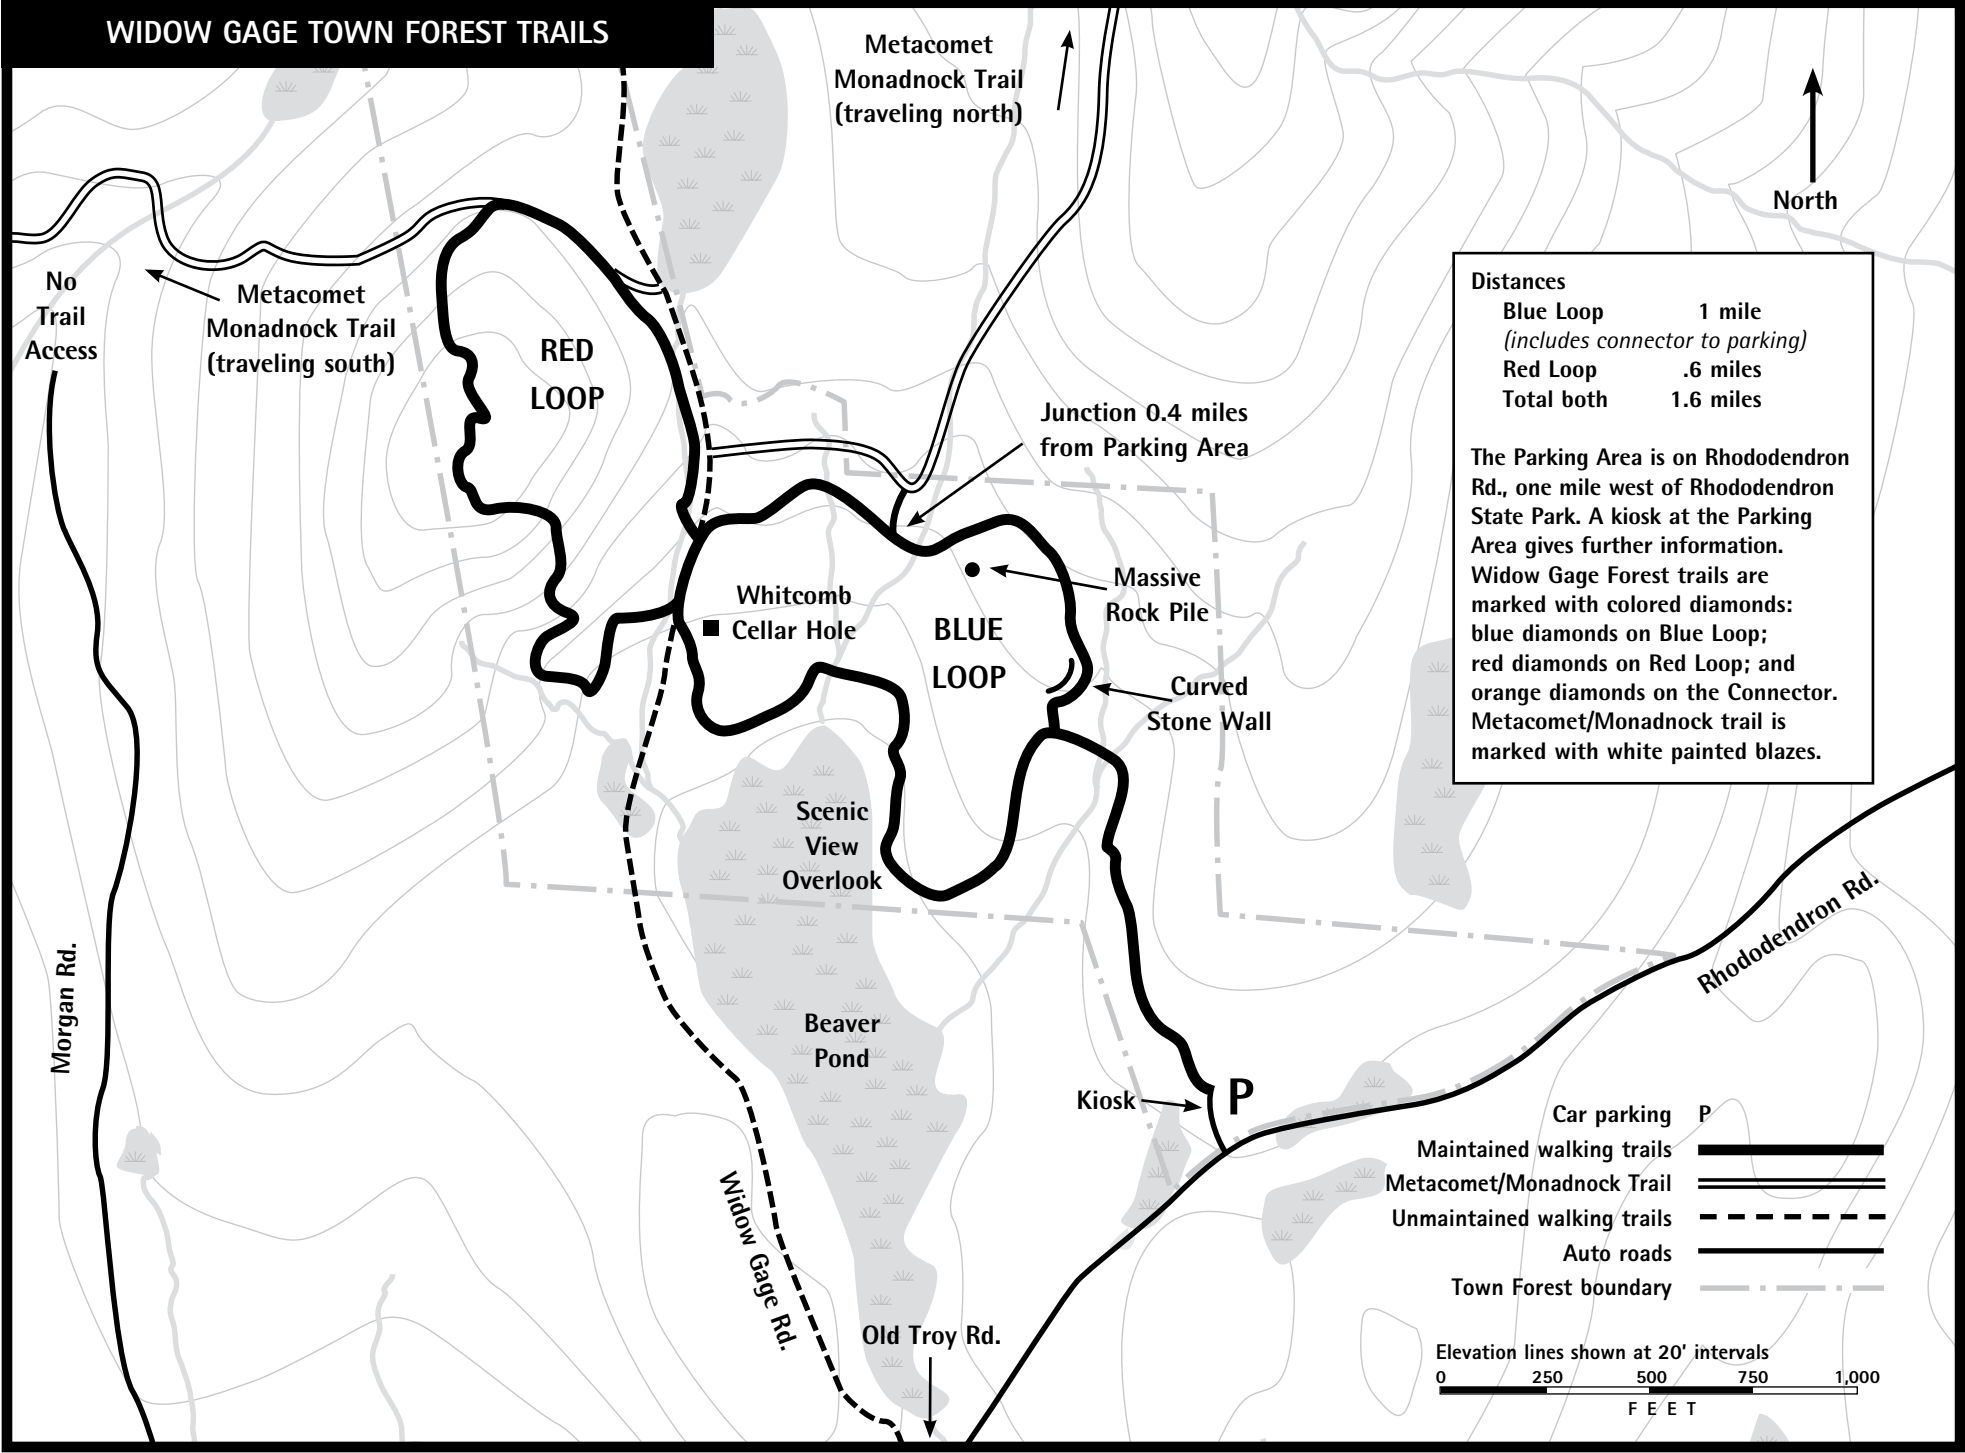 WIDOW GAGE TOWN FOREST TRAILS
Metacomet
Monadnock Trail
(traveling north)
North
No
Trail
Access
Metacomet
Monadnock Trail
(traveling south)
RED
LOOP
Junction 0.4 miles
from Parking Area
Massive
Rock Pile
Whitcomb
Cellar Hole
BLUE
LOOP
Curved
Stone Wall
Scenic
View
Overlook
Beaver
Pond
Kiosk
P
Morgan Rd.
Widow Gage Rd.
Old Troy Rd.
Rhododendron Rd.
Distances
Blue Loop 1 mile
(includes connector to parking)
Red Loop .6 miles
Total both 1.6 miles
The Parking Area is on Rhododendron
Rd., one mile west of Rhododendron
State Park. A kiosk at the Parking
Area gives further information.
Widow Gage Forest trails are
marked with colored diamonds:
blue diamonds on Blue Loop;
red diamonds on Red Loop; and
orange diamonds on the Connector.
Metacomet/Monadnock trail is
marked with white painted blazes.
Car parking P
Maintained walking trails
Metacomet/Monadnock Trail
Unmaintained walking trails
Auto roads
Town Forest boundary
Elevation lines shown at 20' intervals
0 250 500 750 1,000
FEET